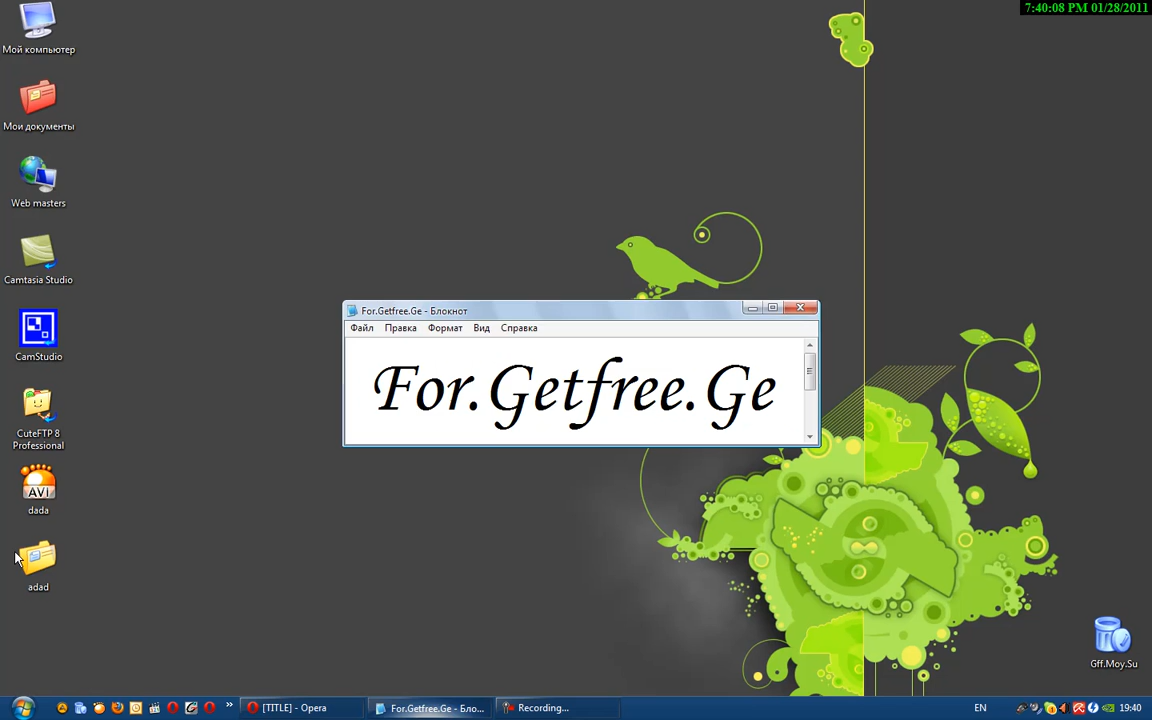 7:40:08 PM 01/28/2011
Мой компьютер
Мои документы
Web masters
Camtasia Studio
CamStudio
CuteFTP 8
Professional
AVI
dada
adad
For.Getfree.Ge - Блокнот
Файл Правка Формат Вид Справка
For.Getfree.Ge
Gff.Moy.Su
[TITLE] - Opera
For.Getfree.Ge - Бло...
Recording...
EN
19:40